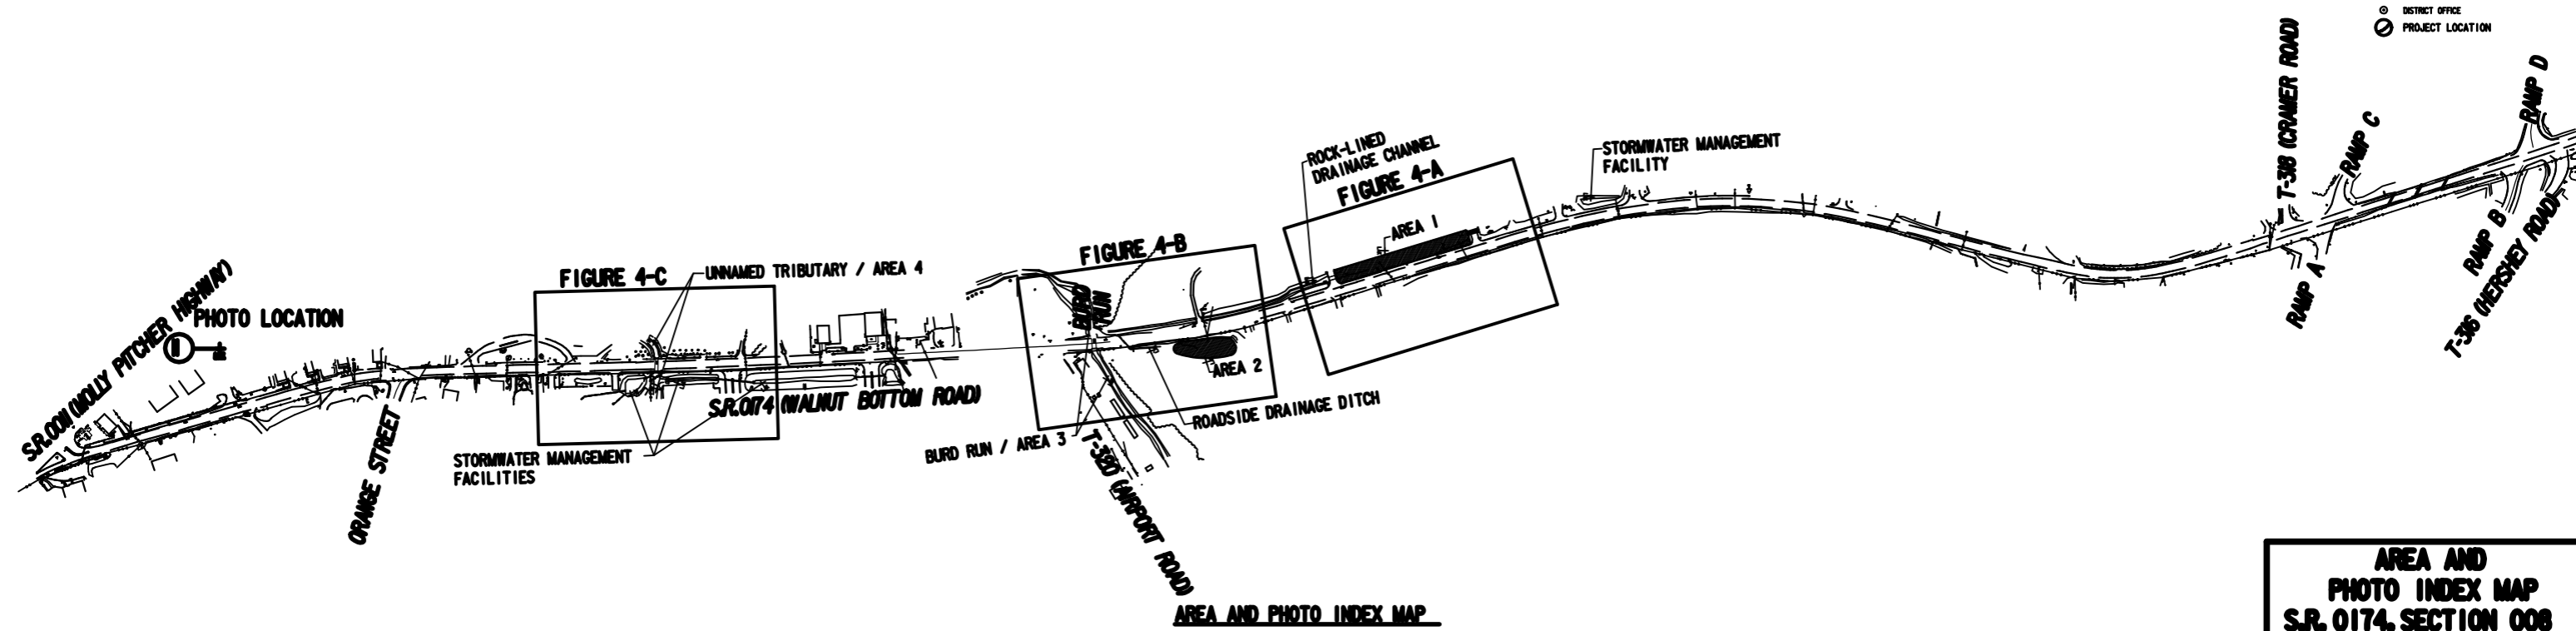 DISTRICT OFFICE
PROJECT LOCATION
T-318 (CRAMER ROAD)
RAMP C
RAMP D
ROCK-LINED
DRAINAGE CHANNEL
FIGURE 4-A
AREA 1
STORMWATER MANAGEMENT
FACILITY
RAMP A
RAMP B
T-316 (HERSHEY ROAD)
FIGURE 4-B
BURD
RUN
AREA 2
ROADSIDE DRAINAGE DITCH
BURD RUN / AREA 3
T-320 (AIRPORT ROAD)
FIGURE 4-C
UNNAMED TRIBUTARY / AREA 4
S.R. 0174 (WALNUT BOTTOM ROAD)
STORMWATER MANAGEMENT
FACILITIES
S.R. 0011 (MOLLY PITCHER HIGHWAY)
PHOTO LOCATION
ORANGE STREET
AREA AND PHOTO INDEX MAP
AREA AND
PHOTO INDEX MAP
S.R. 0174, SECTION 008